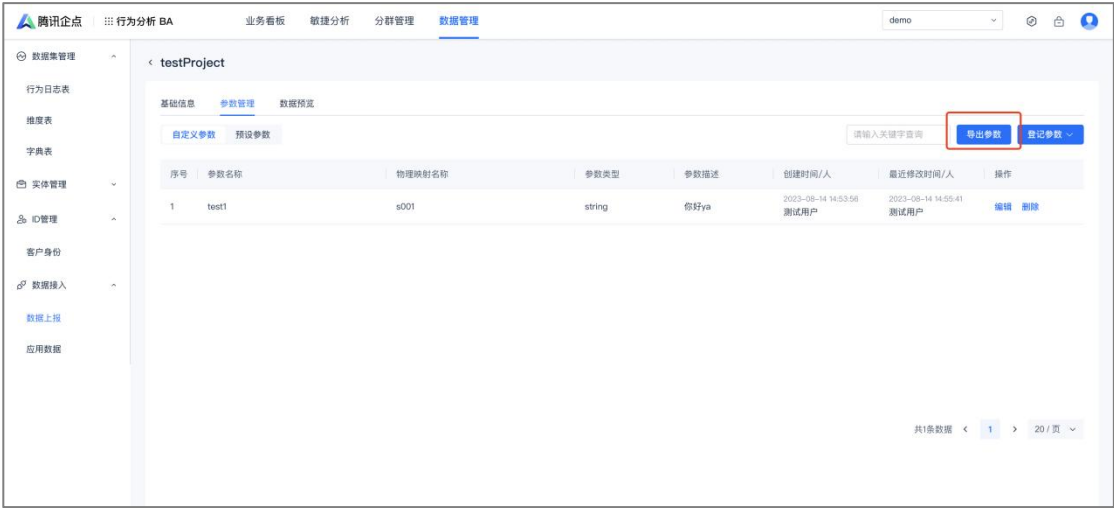 腾讯企点 行为分析 BA 业务看板 敏捷分析 分群管理 数据管理 demo
数据集管理
行为日志表
维度表
字典表
实体管理
ID管理
客户身份
数据接入
数据上报
应用数据
testProject
基础信息 参数管理 数据预览
自定义参数 预设参数 请输入关键字查询 导出参数 登记参数
序号 参数名称 物理映射名称 参数类型 参数描述 创建时间/人 最近修改时间/人 操作
1 test1 s001 string 你好ya 2023-08-14 14:53:56 2023-08-14 14:55:41 编辑 删除
测试用户 测试用户
共1条数据 1 20 / 页